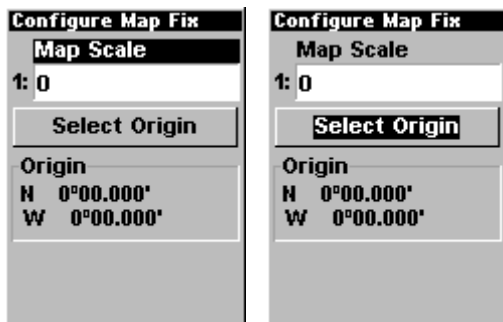 Configure Map Fix
Map Scale
1: 0
Select Origin
Origin
N 0°00.000'
W 0°00.000'
Configure Map Fix
Map Scale
1: 0
Select Origin
Origin
N 0°00.000'
W 0°00.000'